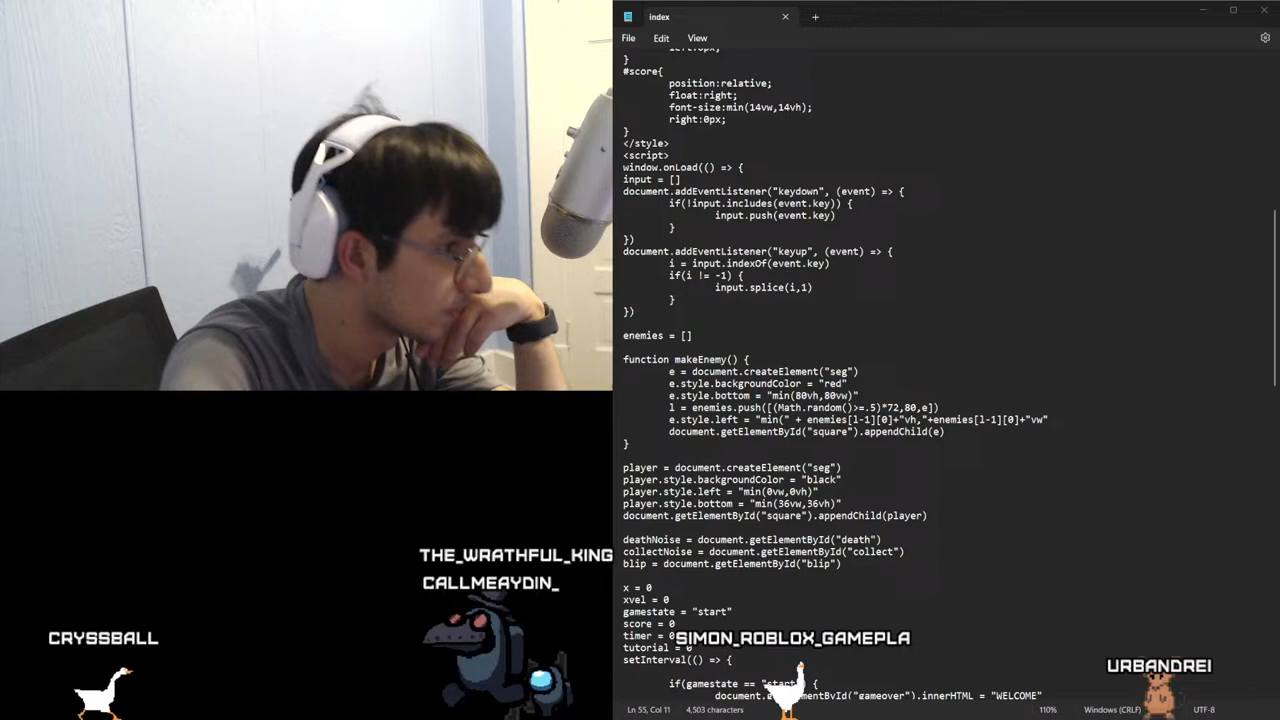 index
File Edit View
}
#score{
position:relative;
float:right;
font-size:min(14vw,14vh);
right:0px;
}
</style>
<script>
window.onLoad(() => {
input = []
document.addEventListener("keydown", (event) => {
if(!input.includes(event.key)) {
input.push(event.key)
}
})
document.addEventListener("keyup", (event) => {
i = input.indexOf(event.key)
if(i != -1) {
input.splice(i,1)
}
})
enemies = []
function makeEnemy() {
e = document.createElement("seg")
e.style.backgroundColor = "red"
e.style.bottom = "min(80vh,80vw)"
l = enemies.push([(Math.random()>=.5)*72,80,e])
e.style.left = "min(" + enemies[l-1][0]+"vh,"+enemies[l-1][0]+"vw"
document.getElementById("square").appendChild(e)
}
player = document.createElement("seg")
player.style.backgroundColor = "black"
player.style.left = "min(0vw,0vh)"
player.style.bottom = "min(36vw,36vh)"
document.getElementById("square").appendChild(player)
deathNoise = document.getElementById("death")
collectNoise = document.getElementById("collect")
blip = document.getElementById("blip")
x = 0
xvel = 0
gamestate = "start"
score = 0
timer = 0
tutorial = 0
setInterval(() => {
if(gamestate == "start") {
document.getElementById("gameover").innerHTML = "WELCOME"
Ln 55, Col 11 4,503 characters 110% Windows (CRLF) UTF-8
THE_WRATHFUL_KING
CALLMEAYDIN_
CRYSSBALL
SIMON_ROBLOX_GAMEPLA
URBANDREI